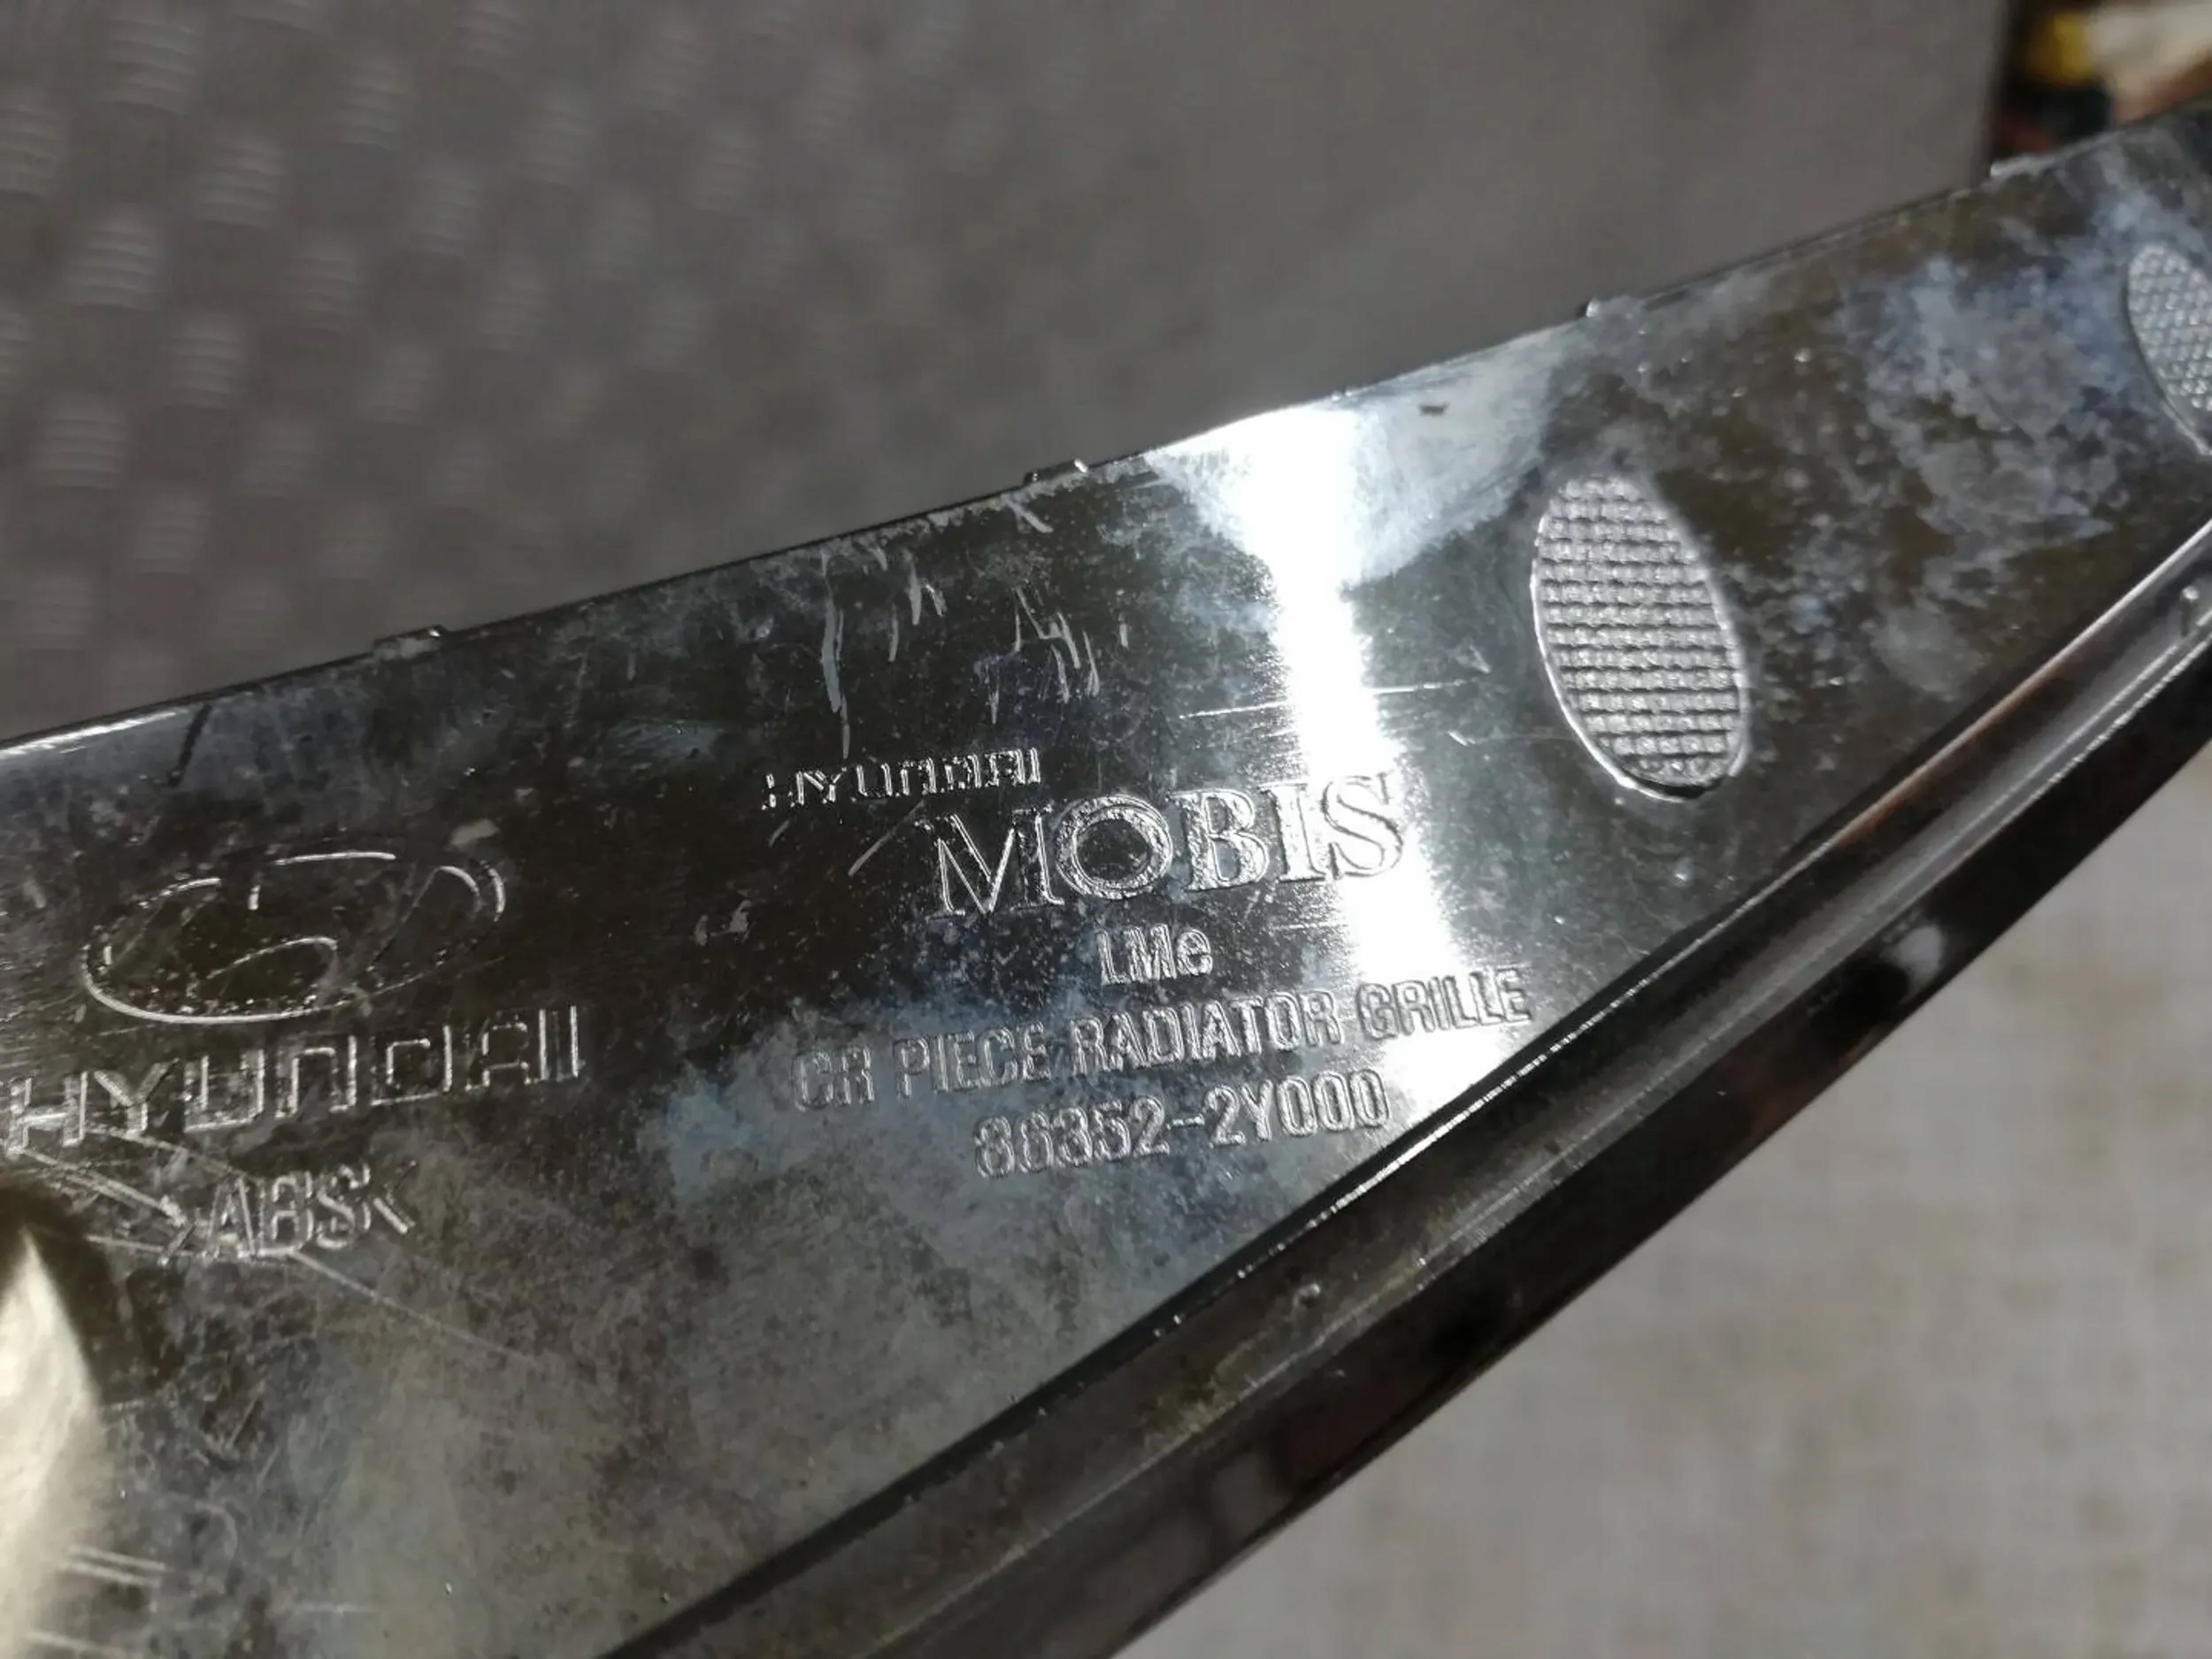 HYUNDAI
>ABS<
HYUNDAI
MOBIS
LMe
CR PIECE RADIATOR GRILLE
86352-2Y000